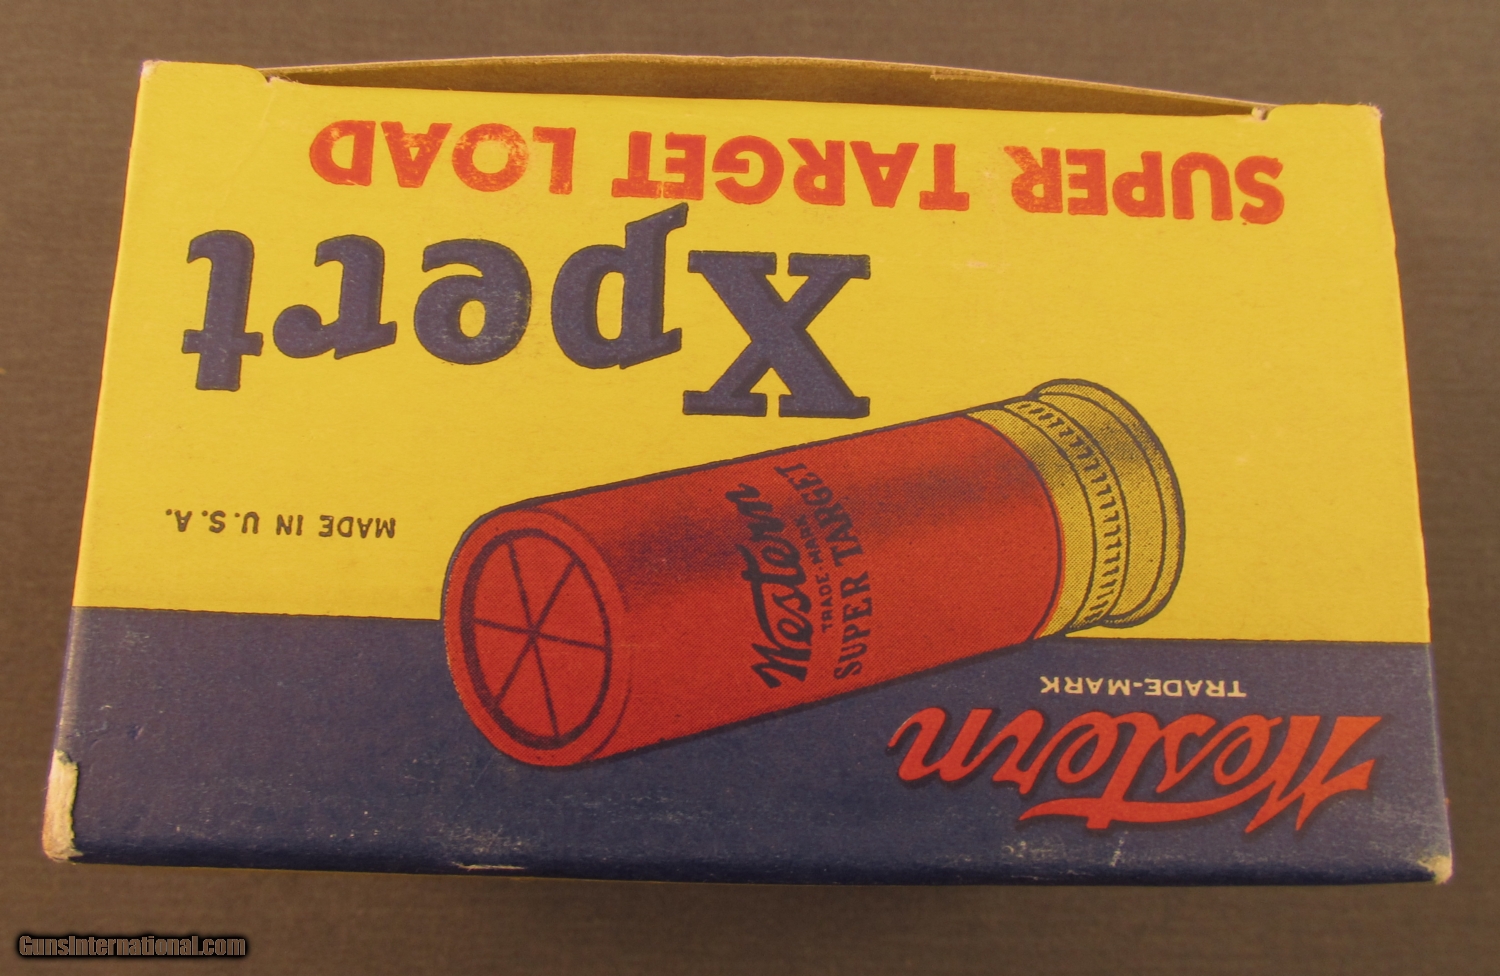 Western
TRADE-MARK
Western
TRADE-MARK
SUPER TARGET
MADE IN U.S.A.
Xpert
SUPER TARGET LOAD
GunsInternational.com